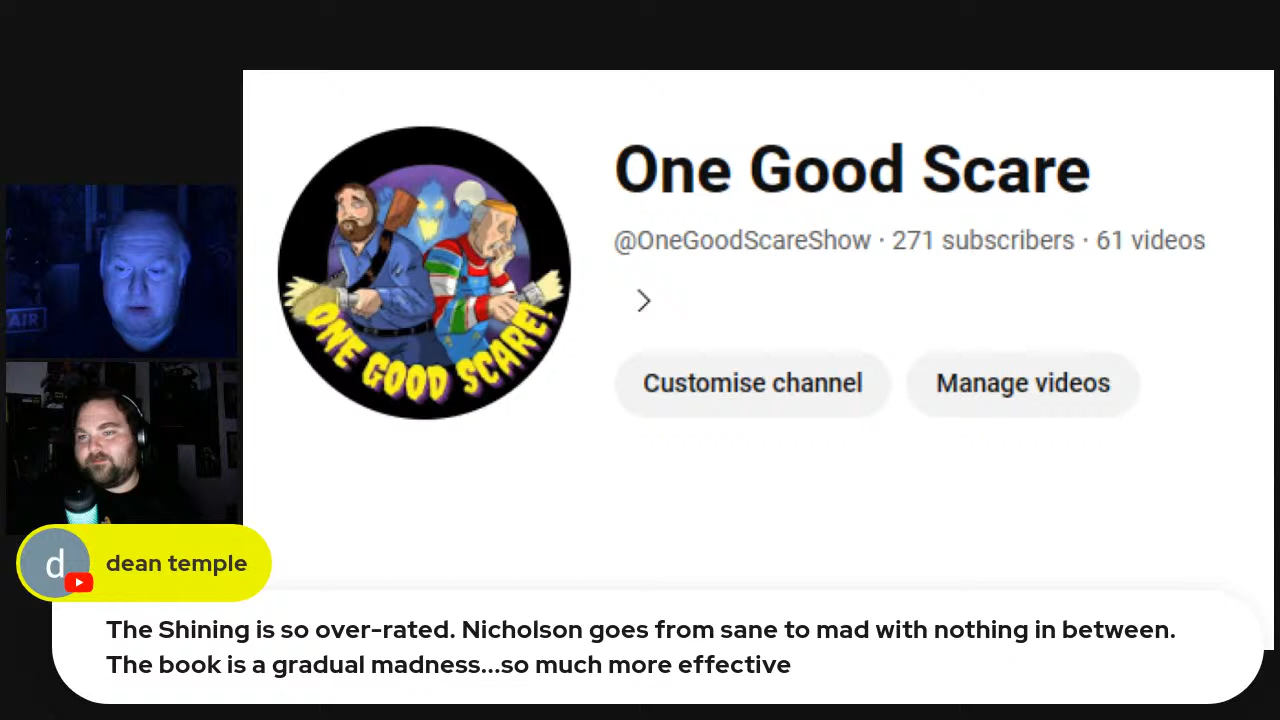 One Good Scare
@OneGoodScareShow · 271 subscribers · 61 videos
ONE GOOD SCARE!
Customise channel
Manage videos
AIR
d
dean temple
The Shining is so over-rated. Nicholson goes from sane to mad with nothing in between.
The book is a gradual madness...so much more effective